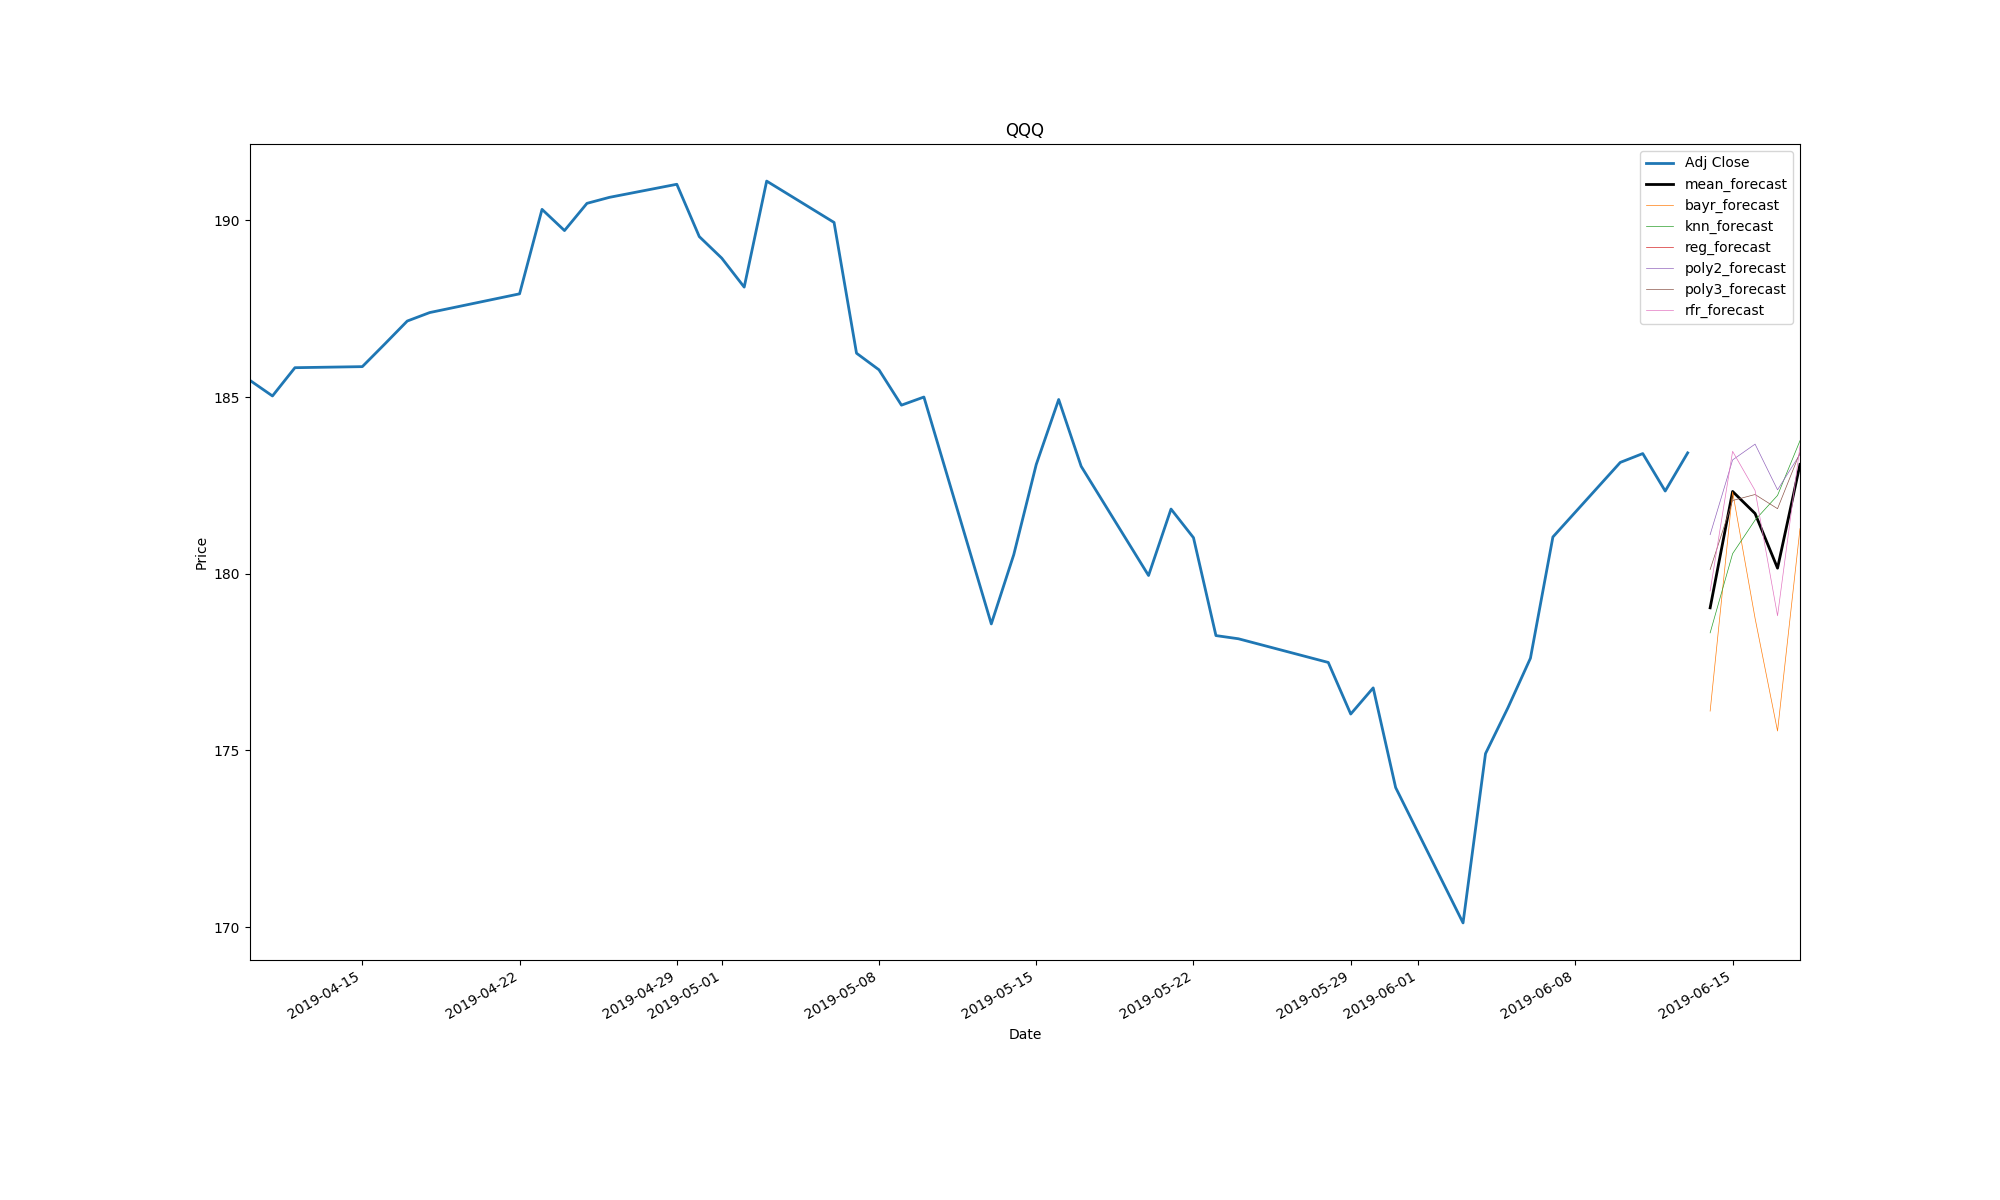 QQQ
Adj Close
mean_forecast
bayr_forecast
knn_forecast
reg_forecast
poly2_forecast
poly3_forecast
rfr_forecast
190
185
180
175
170
Price
2019-04-15
2019-04-22
2019-04-29
2019-05-01
2019-05-08
2019-05-15
2019-05-22
2019-05-29
2019-06-01
2019-06-08
2019-06-15
Date